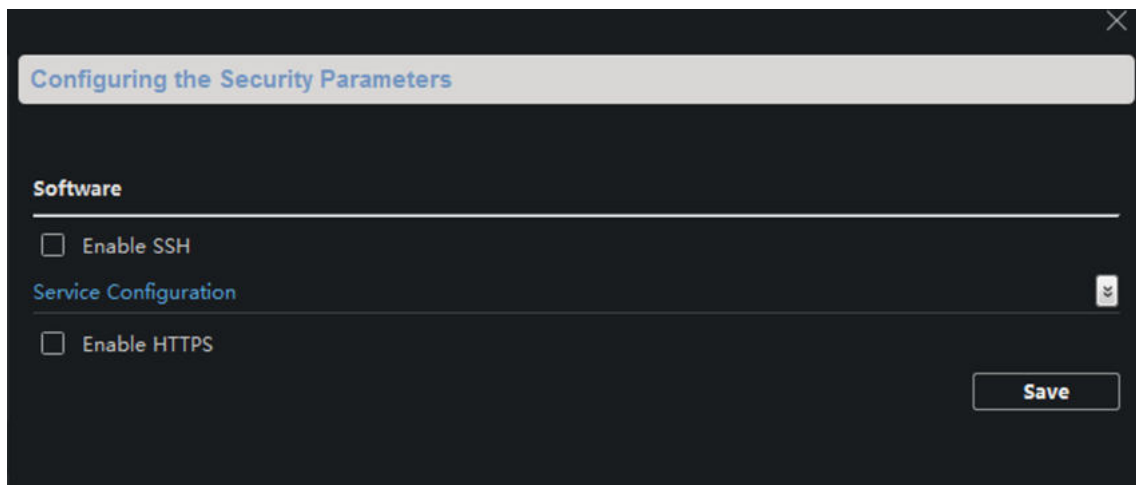 Configuring the Security Parameters
Software
Enable SSH
Service Configuration
Enable HTTPS
Save